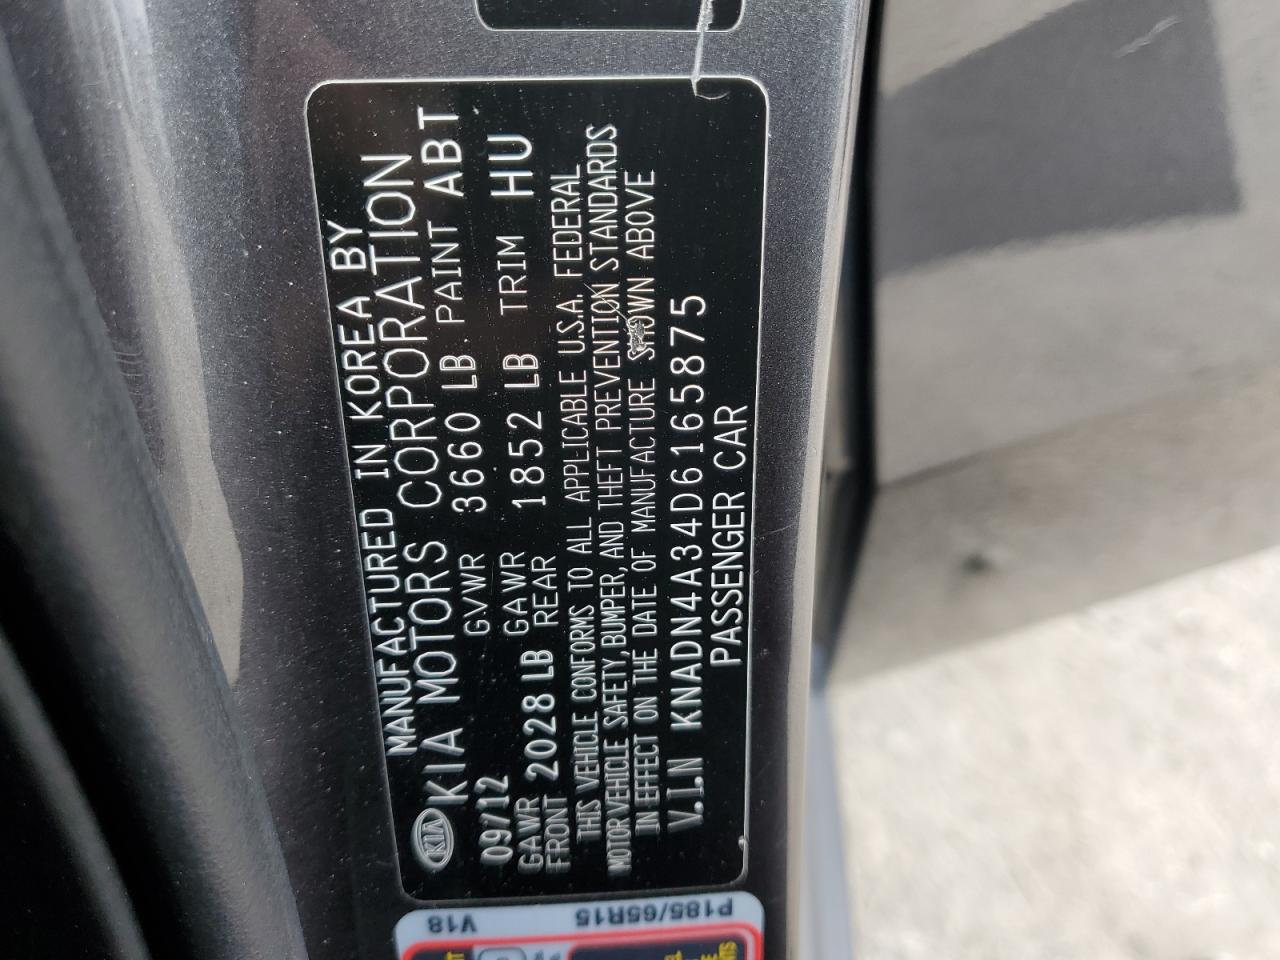 MANUFACTURED IN KOREA BY
KIA KIA MOTORS CORPORATION
09/12 GVWR 3660 LB PAINT ABT
GAWR FRONT 2028 LB GAWR REAR 1852 LB TRIM HU
THIS VEHICLE CONFORMS TO ALL APPLICABLE U.S.A. FEDERAL
MOTOR VEHICLE SAFETY, BUMPER, AND THEFT PREVENTION STANDARDS
IN EFFECT ON THE DATE OF MANUFACTURE SHOWN ABOVE
V.I.N KNADN4A34D6165875
PASSENGER CAR
V18
P185/65R15